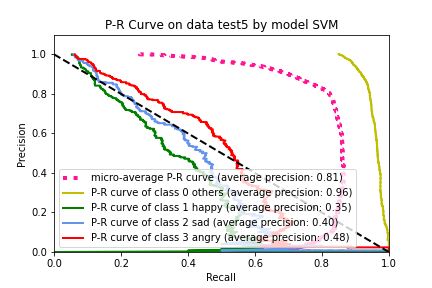 P-R Curve on data test5 by model SVM
Precision
1.0
0.8
0.6
0.4
0.2
0.0
micro-average P-R curve (average precision: 0.81)
P-R curve of class 0 others (average precision: 0.96)
P-R curve of class 1 happy (average precision: 0.35)
P-R curve of class 2 sad (average precision: 0.40)
P-R curve of class 3 angry (average precision: 0.48)
0.0 0.2 0.4 0.6 0.8 1.0
Recall